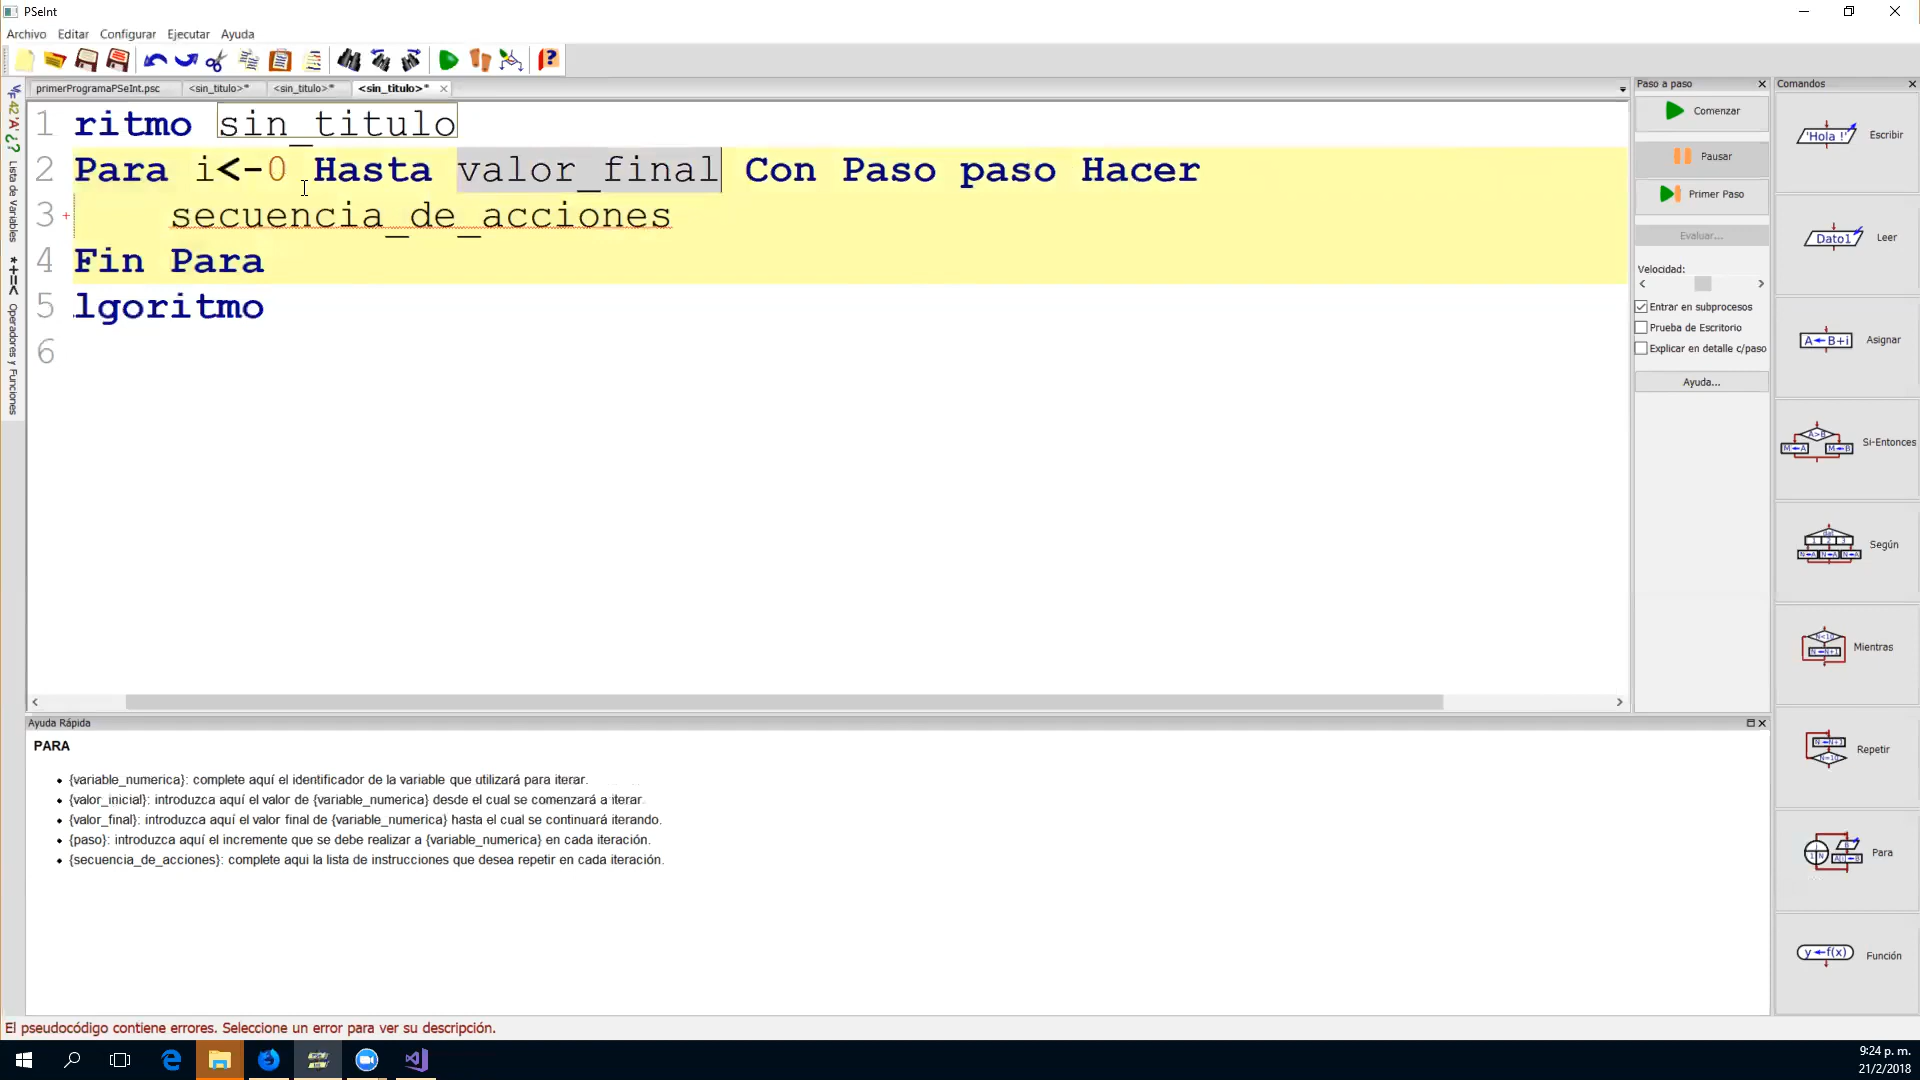 PSeInt
Archivo Editar Configurar Ejecutar Ayuda
primerProgramaPSeInt.psc <sin_titulo>* <sin_titulo>* <sin_titulo>*
1 ritmo sin_titulo
2 Para i<-0 Hasta valor_final Con Paso paso Hacer
3 secuencia_de_acciones
4 Fin Para
5 lgoritmo
6
Lista de Variables
Operadores y Funciones
Paso a paso
Comenzar
Pausar
Primer Paso
Evaluar...
Velocidad:
Entrar en subprocesos
Prueba de Escritorio
Explicar en detalle c/paso
Ayuda...
Comandos
'Hola !' Escribir
Dato1 Leer
A←B+i Asignar
Si-Entonces
Según
Mientras
Repetir
Para
y←f(x) Función
Ayuda Rápida
PARA
• {variable_numerica}: complete aquí el identificador de la variable que utilizará para iterar.
• {valor_inicial}: introduzca aquí el valor de {variable_numerica} desde el cual se comenzará a iterar.
• {valor_final}: introduzca aquí el valor final de {variable_numerica} hasta el cual se continuará iterando.
• {paso}: introduzca aquí el incremente que se debe realizar a {variable_numerica} en cada iteración.
• {secuencia_de_acciones}: complete aqui la lista de instrucciones que desea repetir en cada iteración.
El pseudocódigo contiene errores. Seleccione un error para ver su descripción.
9:24 p. m.
21/2/2018